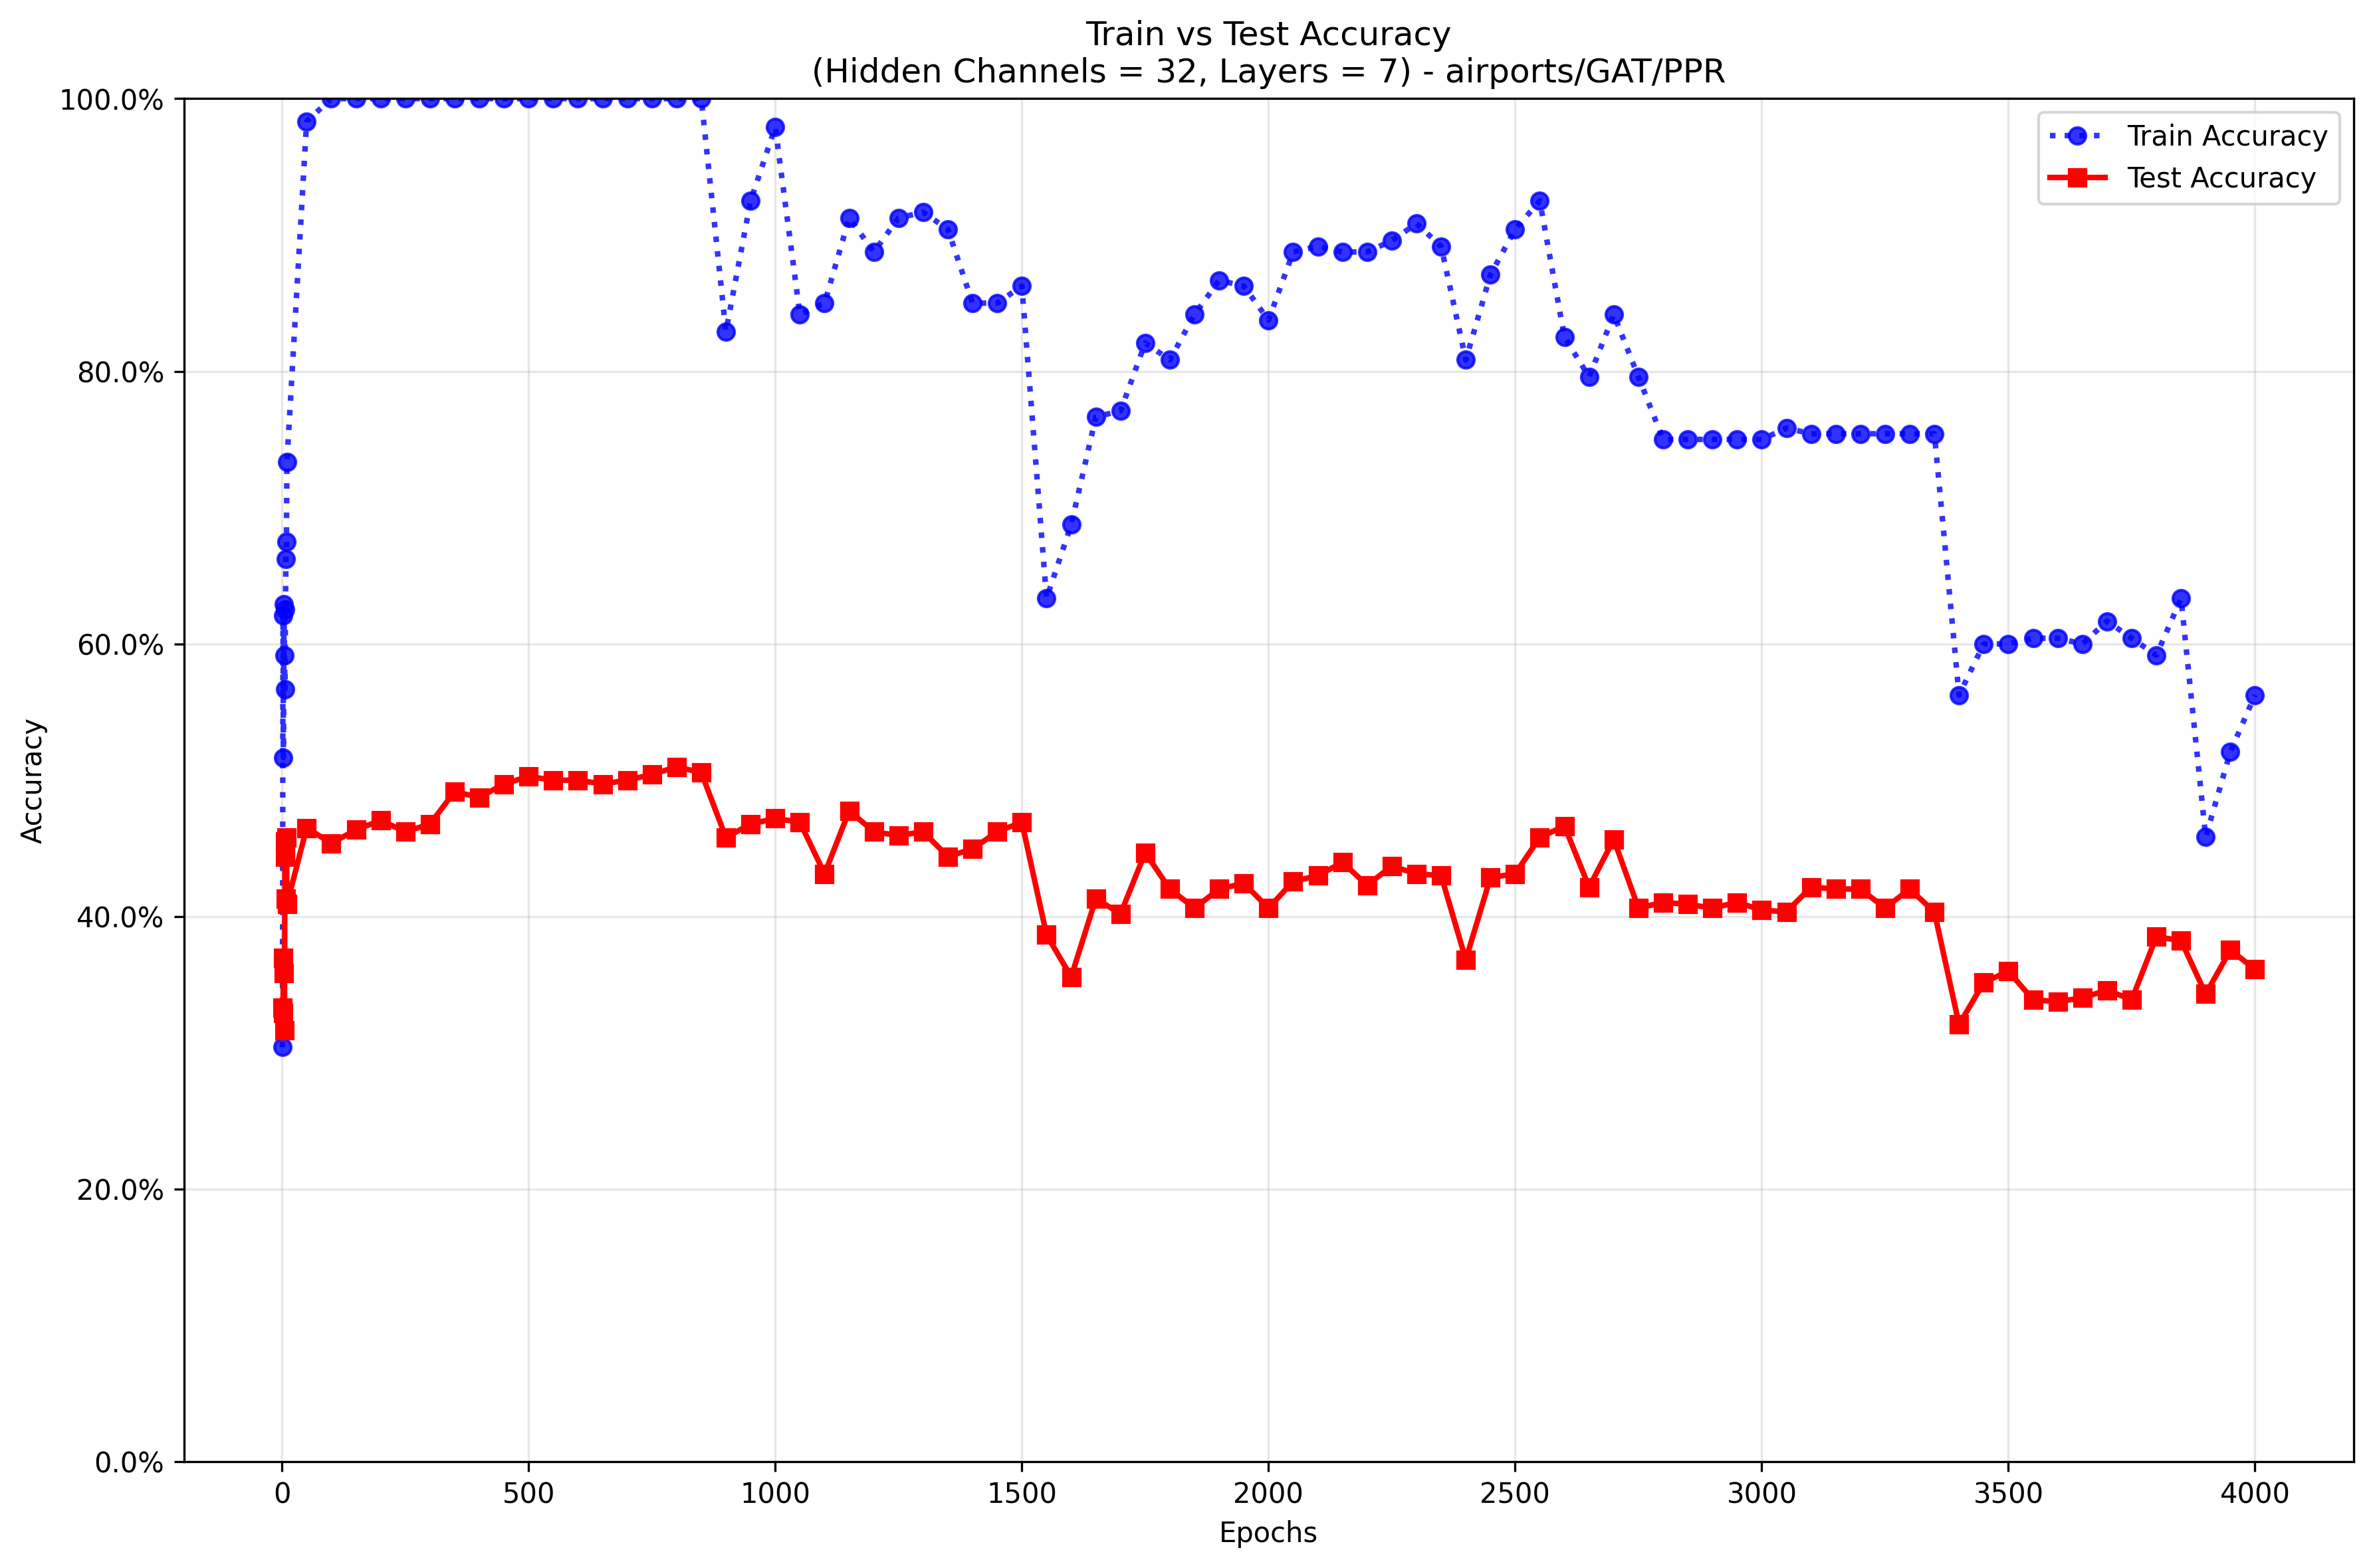 Train vs Test Accuracy
(Hidden Channels = 32, Layers = 7) - airports/GAT/PPR
100.0%
80.0%
60.0%
40.0%
20.0%
0.0%
Accuracy
Train Accuracy
Test Accuracy
0 500 1000 1500 2000 2500 3000 3500 4000
Epochs